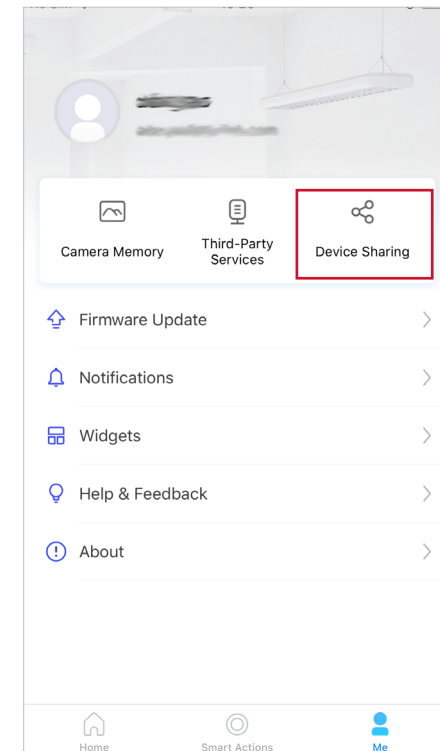 Camera Memory
Third-Party
Services
Device Sharing
Firmware Update
Notifications
Widgets
Help & Feedback
About
Home
Smart Actions
Me